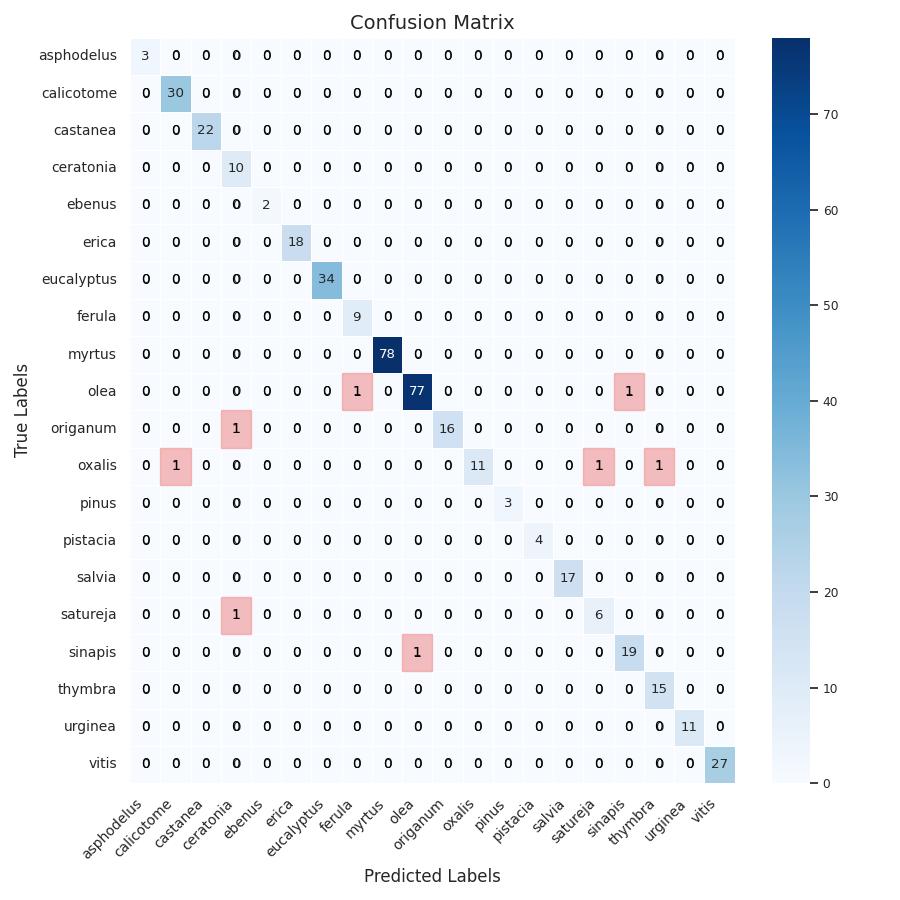 Confusion Matrix
True Labels
asphodelus 3 0 0 0 0 0 0 0 0 0 0 0 0 0 0 0 0 0 0 0
calicotome 0 30 0 0 0 0 0 0 0 0 0 0 0 0 0 0 0 0 0 0
castanea 0 0 22 0 0 0 0 0 0 0 0 0 0 0 0 0 0 0 0 0
ceratonia 0 0 0 10 0 0 0 0 0 0 0 0 0 0 0 0 0 0 0 0
ebenus 0 0 0 0 2 0 0 0 0 0 0 0 0 0 0 0 0 0 0 0
erica 0 0 0 0 0 18 0 0 0 0 0 0 0 0 0 0 0 0 0 0
eucalyptus 0 0 0 0 0 0 34 0 0 0 0 0 0 0 0 0 0 0 0 0
ferula 0 0 0 0 0 0 0 9 0 0 0 0 0 0 0 0 0 0 0 0
myrtus 0 0 0 0 0 0 0 0 78 0 0 0 0 0 0 0 0 0 0 0
olea 0 0 0 0 0 0 0 1 0 77 0 0 0 0 0 0 1 0 0 0
origanum 0 0 0 1 0 0 0 0 0 0 16 0 0 0 0 0 0 0 0 0
oxalis 0 1 0 0 0 0 0 0 0 0 0 11 0 0 0 1 0 1 0 0
pinus 0 0 0 0 0 0 0 0 0 0 0 0 3 0 0 0 0 0 0 0
pistacia 0 0 0 0 0 0 0 0 0 0 0 0 0 4 0 0 0 0 0 0
salvia 0 0 0 0 0 0 0 0 0 0 0 0 0 0 17 0 0 0 0 0
satureja 0 0 0 1 0 0 0 0 0 0 0 0 0 0 0 6 0 0 0 0
sinapis 0 0 0 0 0 0 0 0 0 1 0 0 0 0 0 0 19 0 0 0
thymbra 0 0 0 0 0 0 0 0 0 0 0 0 0 0 0 0 0 15 0 0
urginea 0 0 0 0 0 0 0 0 0 0 0 0 0 0 0 0 0 0 11 0
vitis 0 0 0 0 0 0 0 0 0 0 0 0 0 0 0 0 0 0 0 27
asphodelus calicotome castanea ceratonia ebenus erica eucalyptus ferula myrtus olea origanum oxalis pinus pistacia salvia satureja sinapis thymbra urginea vitis
Predicted Labels
70
60
50
40
30
20
10
0